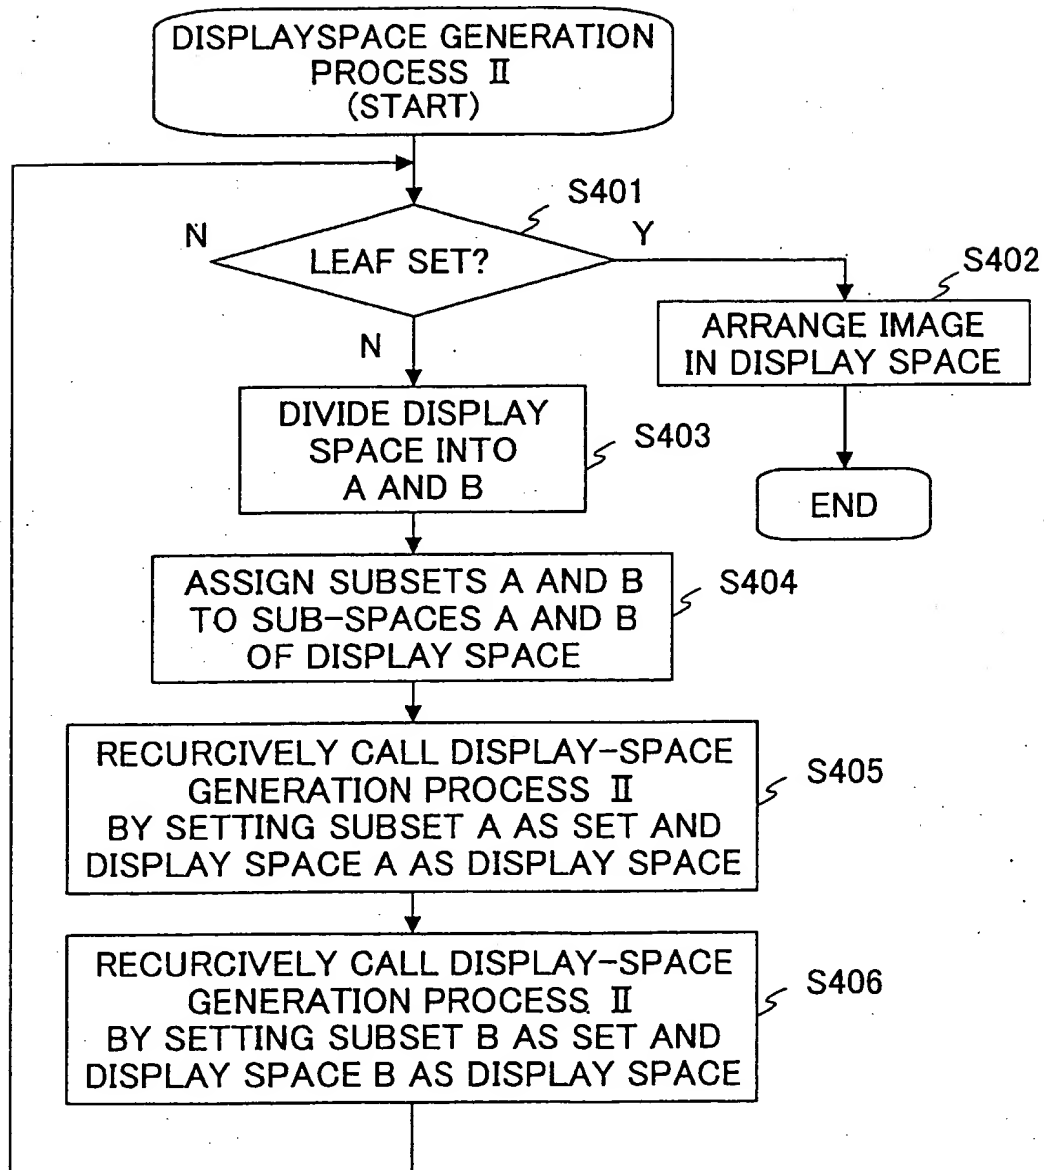 DISPLAYSPACE GENERATION
PROCESS II
(START)
S401
N
Y
LEAF SET?
S402
N
ARRANGE IMAGE
IN DISPLAY SPACE
DIVIDE DISPLAY
SPACE INTO
A AND B
S403
END
ASSIGN SUBSETS A AND B
TO SUB-SPACES A AND B
OF DISPLAY SPACE
S404
RECURCIVELY CALL DISPLAY-SPACE
GENERATION PROCESS II
BY SETTING SUBSET A AS SET AND
DISPLAY SPACE A AS DISPLAY SPACE
S405
RECURCIVELY CALL DISPLAY-SPACE
GENERATION PROCESS II
BY SETTING SUBSET B AS SET AND
DISPLAY SPACE B AS DISPLAY SPACE
S406